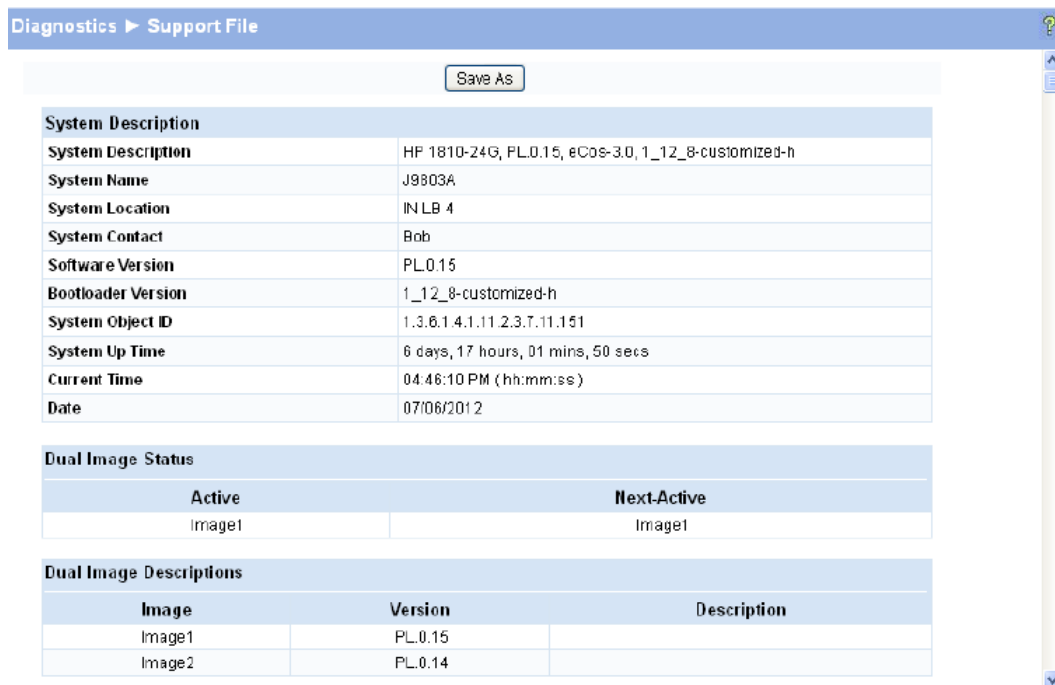 Diagnostics ► Support File
?
Save As
System Description
System Description HP 1810-24G, PL.0.15, eCos-3.0, 1_12_8-customized-h
System Name J9803A
System Location IN LB 4
System Contact Bob
Software Version PL.0.15
Bootloader Version 1_12_8-customized-h
System Object ID 1.3.6.1.4.1.11.2.3.7.11.151
System Up Time 6 days, 17 hours, 01 mins, 50 secs
Current Time 04:46:10 PM ( hh:mm:ss )
Date 07/06/2012
Dual Image Status
Active Next-Active
Image1 Image1
Dual Image Descriptions
Image Version Description
Image1 PL.0.15
Image2 PL.0.14